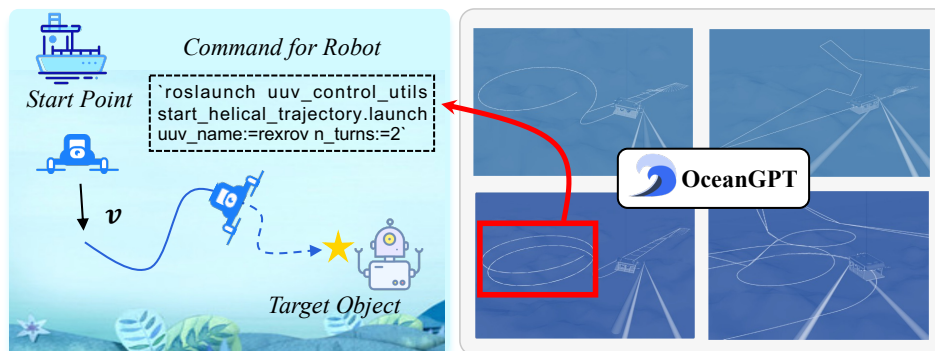 Command for Robot
Start Point
`roslaunch uuv_control_utils
start_helical_trajectory.launch
uuv_name:=rexrov n_turns:=2`
v
Target Object
OceanGPT